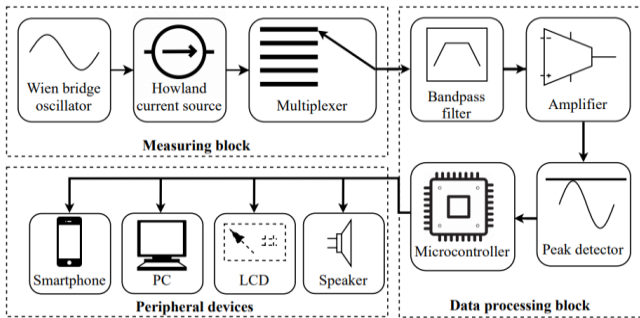 Wien bridge
oscillator
Howland
current source
Multiplexer
Measuring block
Bandpass
filter
Amplifier
Microcontroller
Peak detector
Data processing block
Smartphone
PC
LCD
Speaker
Peripheral devices